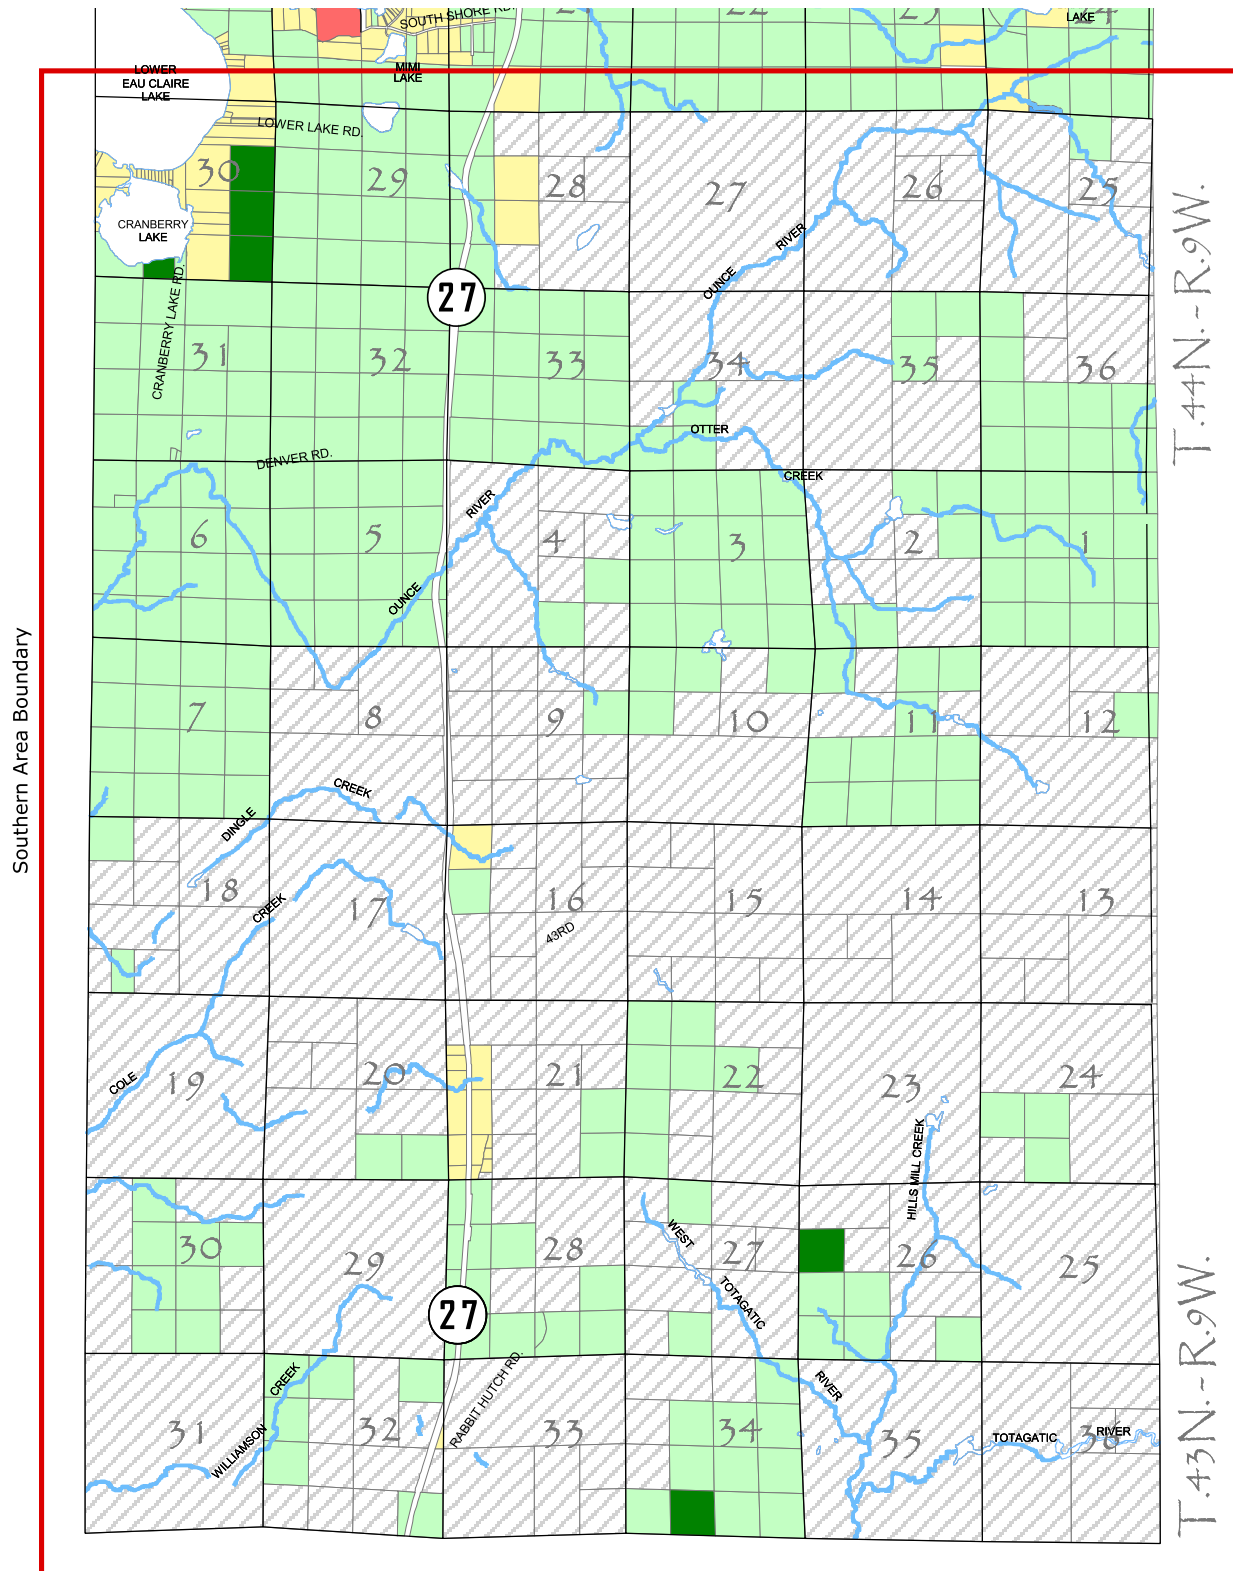 SOUTH SHORE RD.
21
22
23
24
LAKE
LOWER
EAU CLAIRE
LAKE
MIMI
LAKE
LOWER LAKE RD.
30
29
28
27
26
25
CRANBERRY
LAKE
OUNCE
RIVER
T.44N.-R.9W.
CRANBERRY LAKE RD.
27
31
32
33
34
35
36
OTTER
CREEK
DENVER RD.
RIVER
OUNCE
6
5
4
3
2
1
Southern Area Boundary
7
8
9
10
11
12
DINGLE
CREEK
18
17
16
15
14
13
CREEK
43RD
COLE
19
20
21
22
23
24
HILLS MILL CREEK
30
29
28
27
26
25
WEST
TOTAGATIC
RIVER
27
T.43N.-R.9W.
RABBIT HUTCH RD.
WILLIAMSON
CREEK
31
32
33
34
35
36
TOTAGATIC
RIVER